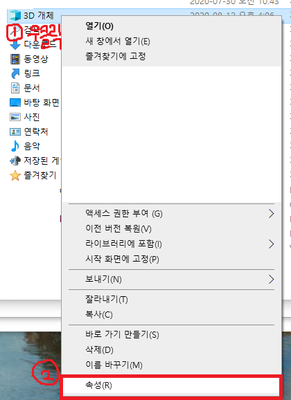 2020-07-30 오전 10:43
3D 개체
2020-08-12 오후 4:06
① 우클릭
다운로드
동영상
링크
문서
바탕 화면
사진
연락처
음악
저장된 게
즐겨찾기
열기(O)
새 창에서 열기(E)
즐겨찾기에 고정
액세스 권한 부여 (G)
이전 버전 복원(V)
라이브러리에 포함(I)
시작 화면에 고정(P)
보내기(N)
잘라내기(T)
복사(C)
바로 가기 만들기(S)
삭제(D)
이름 바꾸기(M)
② 속성(R)